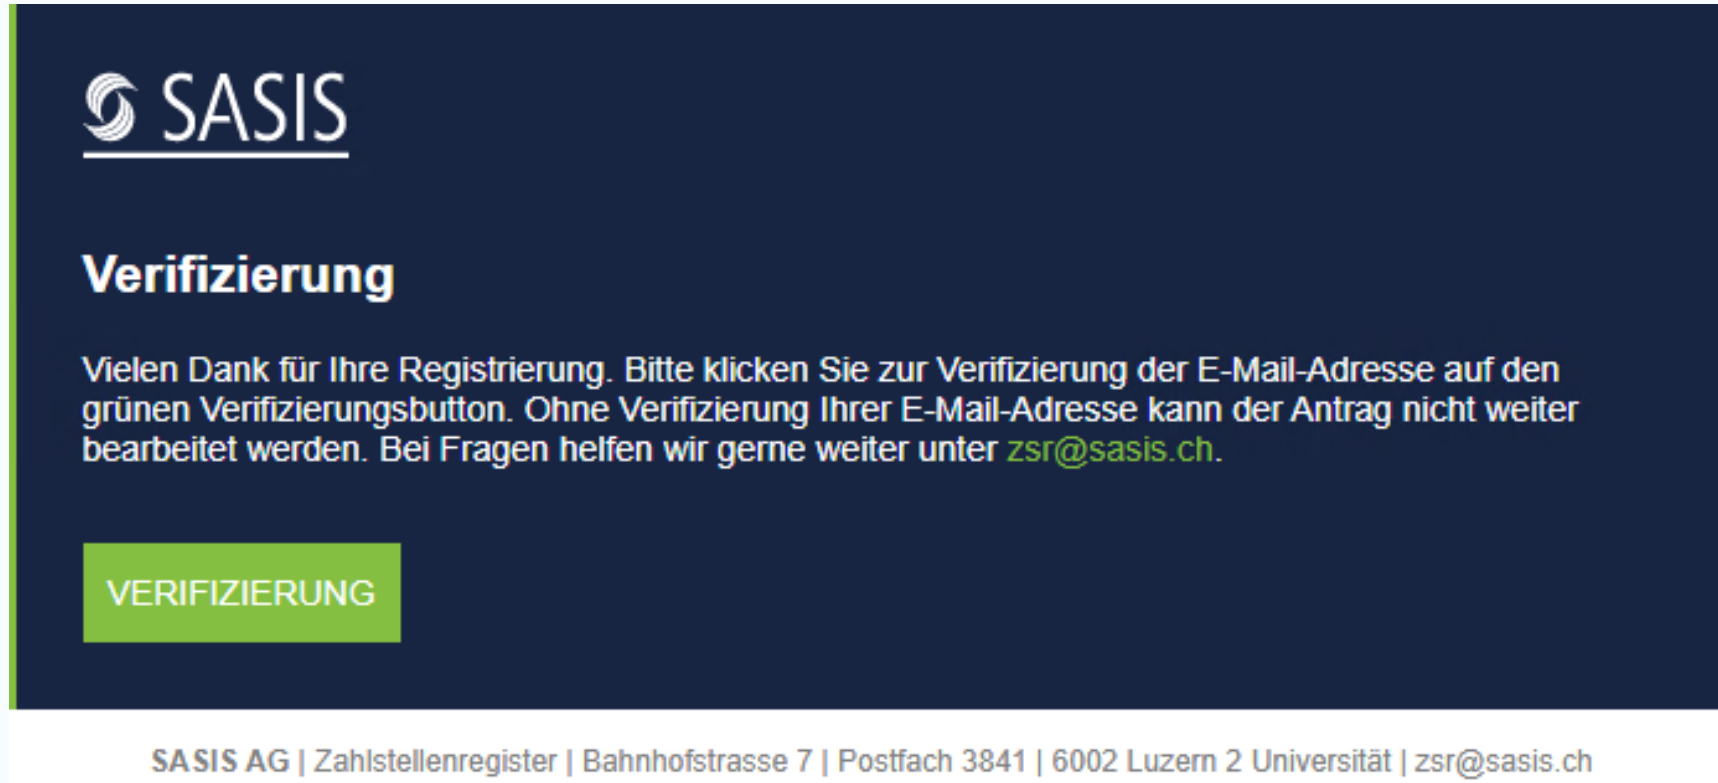 SASIS
Verifizierung
Vielen Dank für Ihre Registrierung. Bitte klicken Sie zur Verifizierung der E-Mail-Adresse auf den
grünen Verifizierungsbutton. Ohne Verifizierung Ihrer E-Mail-Adresse kann der Antrag nicht weiter
bearbeitet werden. Bei Fragen helfen wir gerne weiter unter zsr@sasis.ch.
VERIFIZIERUNG
SASIS AG | Zahlstellenregister | Bahnhofstrasse 7 | Postfach 3841 | 6002 Luzern 2 Universität | zsr@sasis.ch